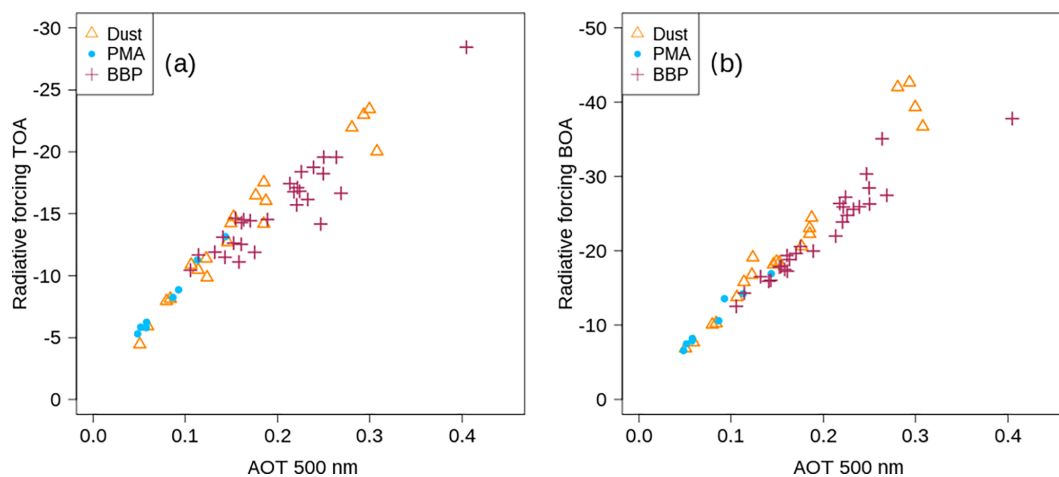 Radiative forcing TOA
-30
-25
-20
-15
-10
-5
0
Dust
PMA
BBP
(a)
0.0 0.1 0.2 0.3 0.4
AOT 500 nm
Radiative forcing BOA
-50
-40
-30
-20
-10
0
Dust
PMA
BBP
(b)
0.0 0.1 0.2 0.3 0.4
AOT 500 nm